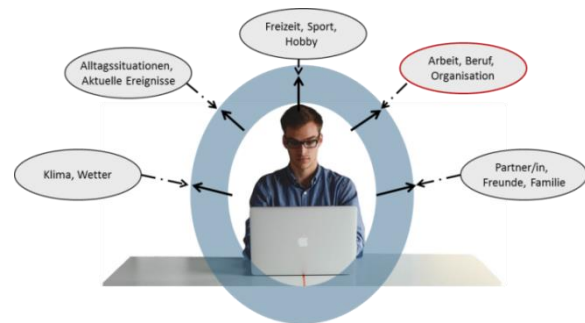 Freizeit, Sport,
Hobby
Alltagssituationen,
Aktuelle Ereignisse
Arbeit, Beruf,
Organisation
Klima, Wetter
Partner/in,
Freunde, Familie